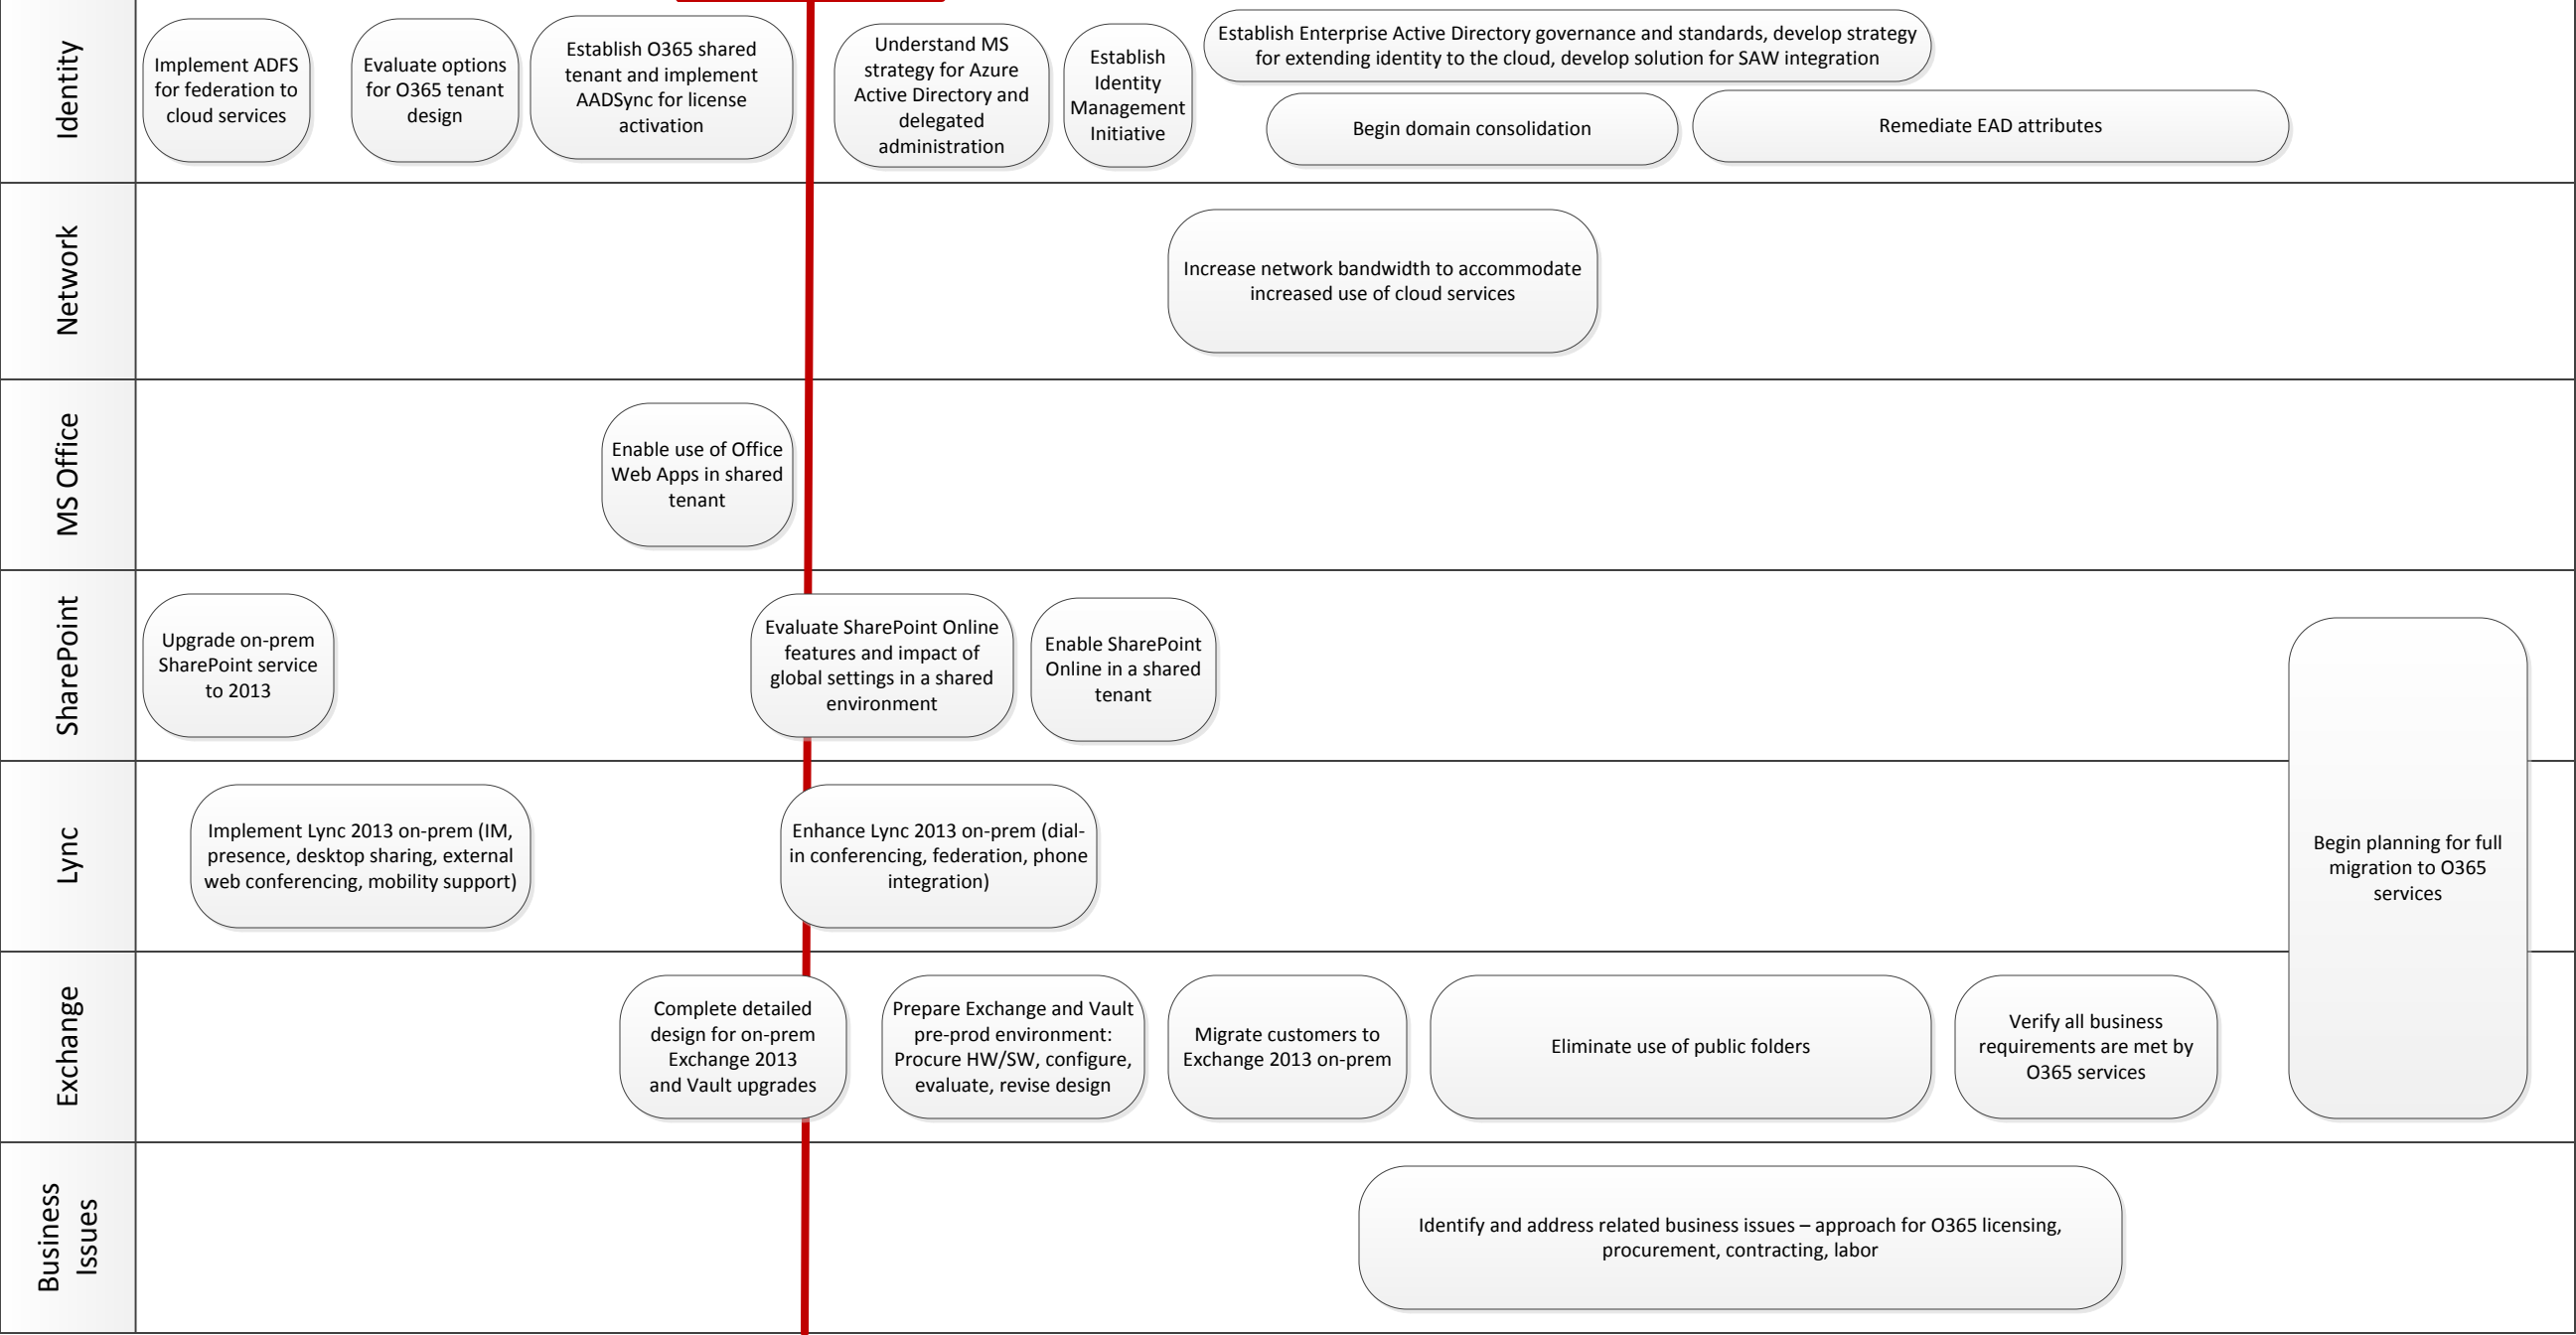 Identity
Implement ADFS
for federation to
cloud services
Evaluate options
for O365 tenant
design
Establish O365 shared
tenant and implement
AADSync for license
activation
Understand MS
strategy for Azure
Active Directory and
delegated
administration
Establish
Identity
Management
Initiative
Establish Enterprise Active Directory governance and standards, develop strategy
for extending identity to the cloud, develop solution for SAW integration
Begin domain consolidation
Remediate EAD attributes
Network
Increase network bandwidth to accommodate
increased use of cloud services
MS Office
Enable use of Office
Web Apps in shared
tenant
SharePoint
Upgrade on-prem
SharePoint service
to 2013
Evaluate SharePoint Online
features and impact of
global settings in a shared
environment
Enable SharePoint
Online in a shared
tenant
Lync
Implement Lync 2013 on-prem (IM,
presence, desktop sharing, external
web conferencing, mobility support)
Enhance Lync 2013 on-prem (dial-
in conferencing, federation, phone
integration)
Begin planning for full
migration to O365
services
Exchange
Complete detailed
design for on-prem
Exchange 2013
and Vault upgrades
Prepare Exchange and Vault
pre-prod environment:
Procure HW/SW, configure,
evaluate, revise design
Migrate customers to
Exchange 2013 on-prem
Eliminate use of public folders
Verify all business
requirements are met by
O365 services
Business
Issues
Identify and address related business issues – approach for O365 licensing,
procurement, contracting, labor